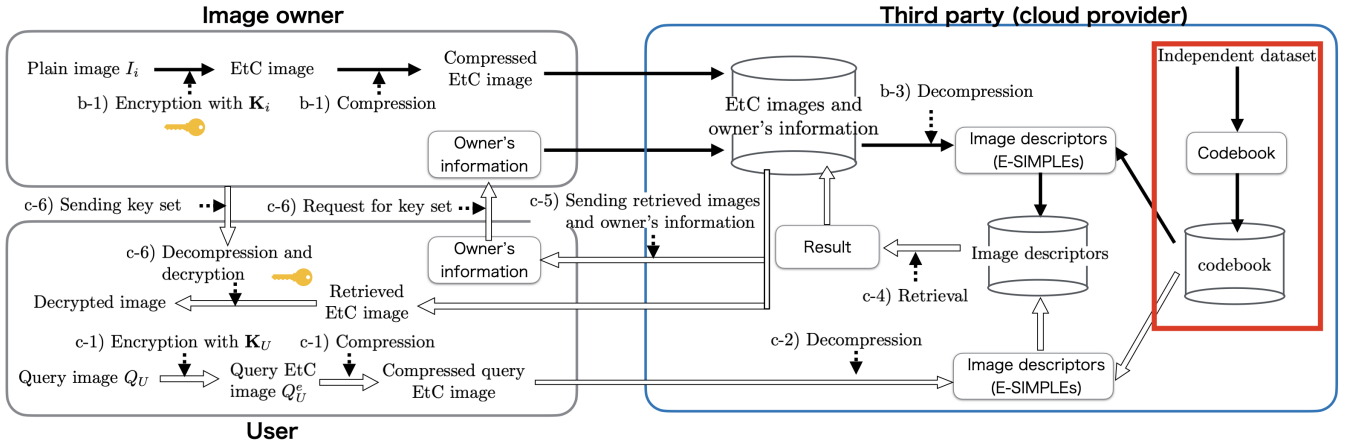 Image owner
Third party (cloud provider)
Plain image I_i
EtC image
Compressed
EtC image
b-1) Encryption with K_i
b-1) Compression
Owner's
information
EtC images and
owner's information
b-3) Decompression
Image descriptors
(E-SIMPLEs)
Independent dataset
Codebook
codebook
c-6) Sending key set
c-6) Request for key set
c-5) Sending retrieved images
and owner's information
Result
Image descriptors
c-4) Retrieval
c-6) Decompression and
decryption
Owner's
information
Decrypted image
Retrieved
EtC image
c-1) Encryption with K_U
c-1) Compression
c-2) Decompression
Query image Q_U
Query EtC
image Q_U^e
Compressed query
EtC image
Image descriptors
(E-SIMPLEs)
User